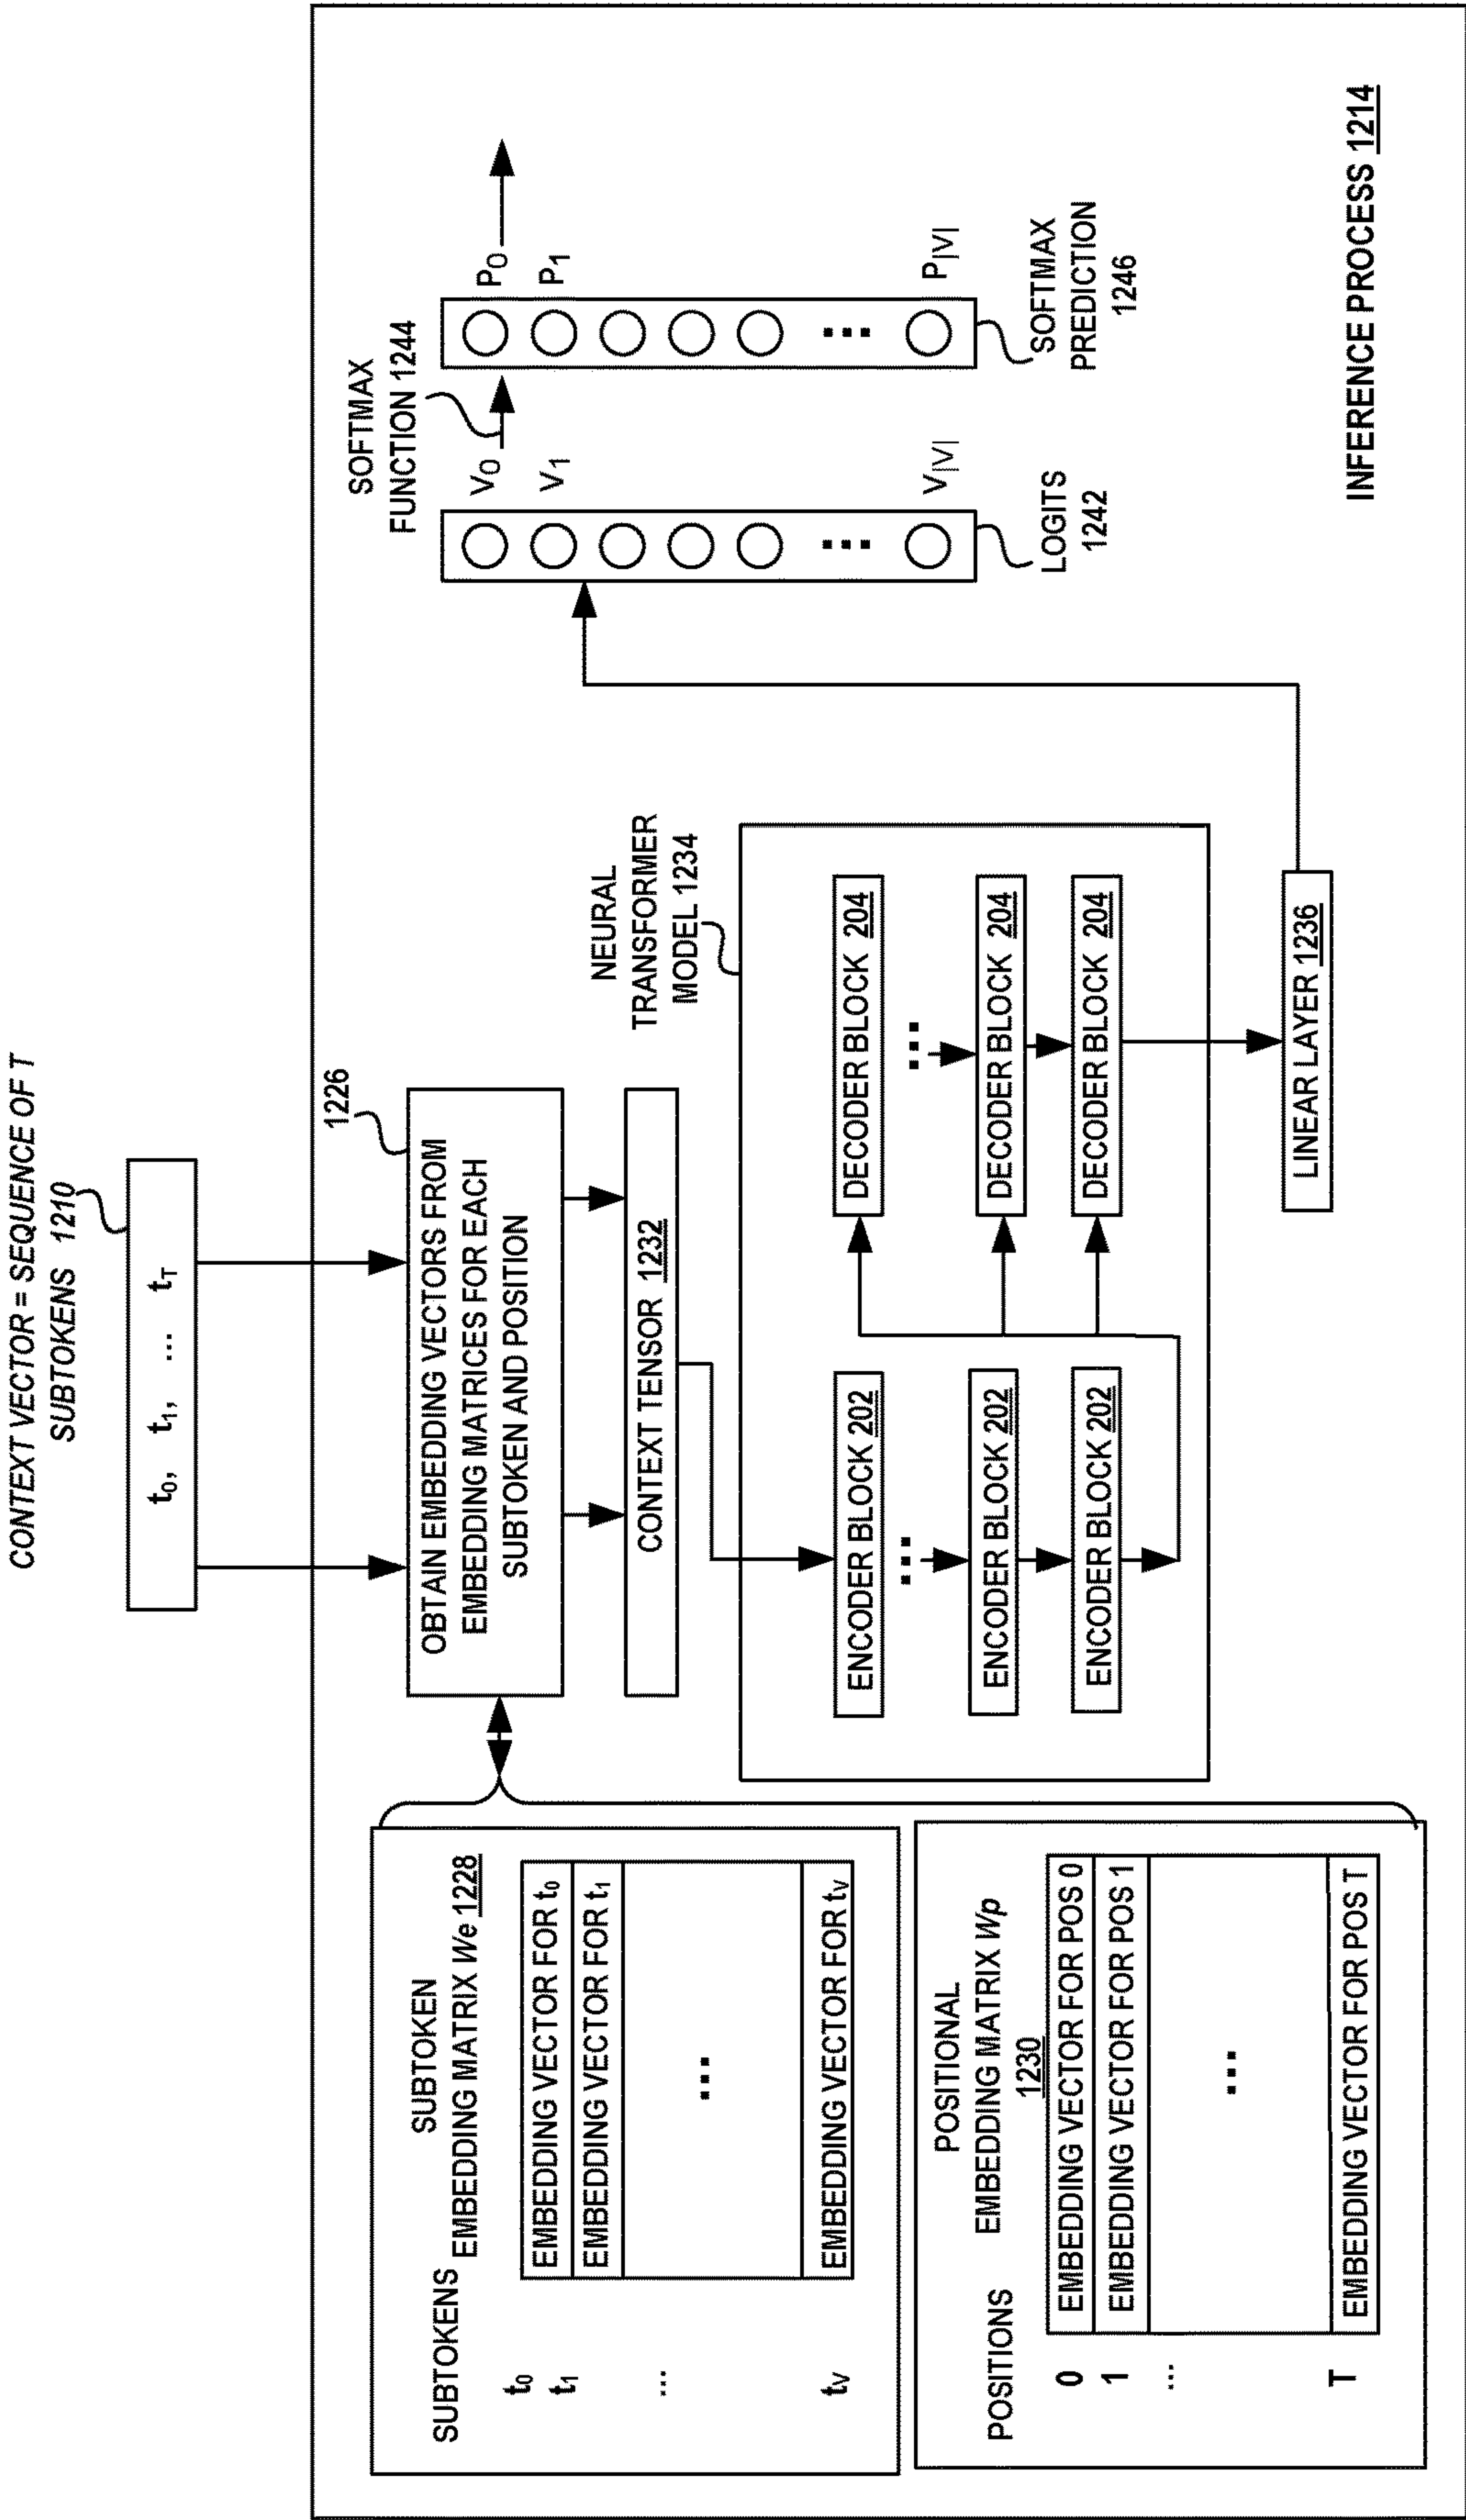 CONTEXT VECTOR = SEQUENCE OF T
SUBTOKENS 1210
t0, t1, ... tT
1226
OBTAIN EMBEDDING VECTORS FROM
EMBEDDING MATRICES FOR EACH
SUBTOKEN AND POSITION
CONTEXT TENSOR 1232
SUBTOKEN
SUBTOKENS EMBEDDING MATRIX We 1228
t0 EMBEDDING VECTOR FOR t0
t1 EMBEDDING VECTOR FOR t1
... ...
tV EMBEDDING VECTOR FOR tV
POSITIONAL
POSITIONS EMBEDDING MATRIX Wp
1230
0 EMBEDDING VECTOR FOR POS 0
1 EMBEDDING VECTOR FOR POS 1
... ...
T EMBEDDING VECTOR FOR POS T
NEURAL
TRANSFORMER
MODEL 1234
ENCODER BLOCK 202
...
ENCODER BLOCK 202
ENCODER BLOCK 202
DECODER BLOCK 204
...
DECODER BLOCK 204
DECODER BLOCK 204
LINEAR LAYER 1236
SOFTMAX
FUNCTION 1244
V0
V1
...
V|V|
LOGITS
1242
P0
P1
...
P|V|
SOFTMAX
PREDICTION
1246
INFERENCE PROCESS 1214